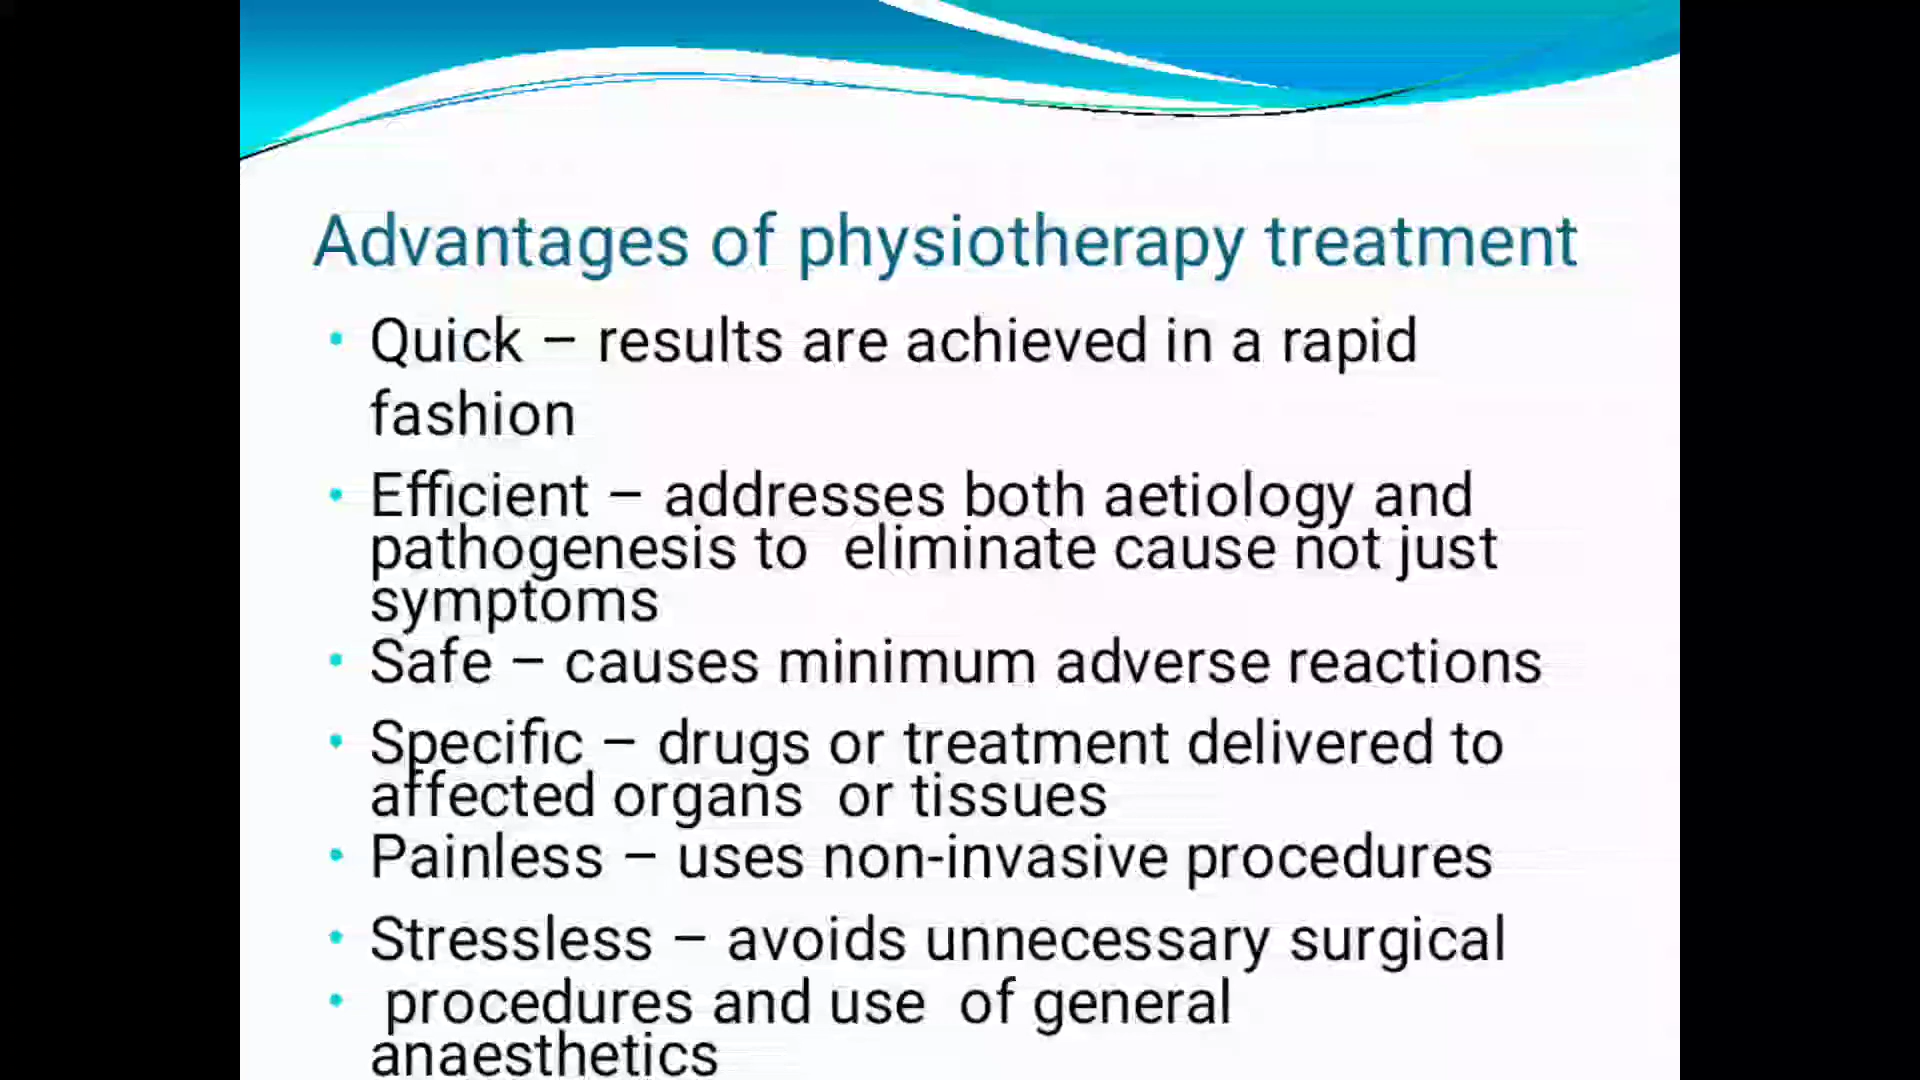 Advantages of physiotherapy treatment
• Quick – results are achieved in a rapid
fashion
• Efficient – addresses both aetiology and
pathogenesis to  eliminate cause not just
symptoms
• Safe – causes minimum adverse reactions
• Specific – drugs or treatment delivered to
affected organs  or tissues
• Painless – uses non-invasive procedures
• Stressless – avoids unnecessary surgical
•  procedures and use  of general
anaesthetics